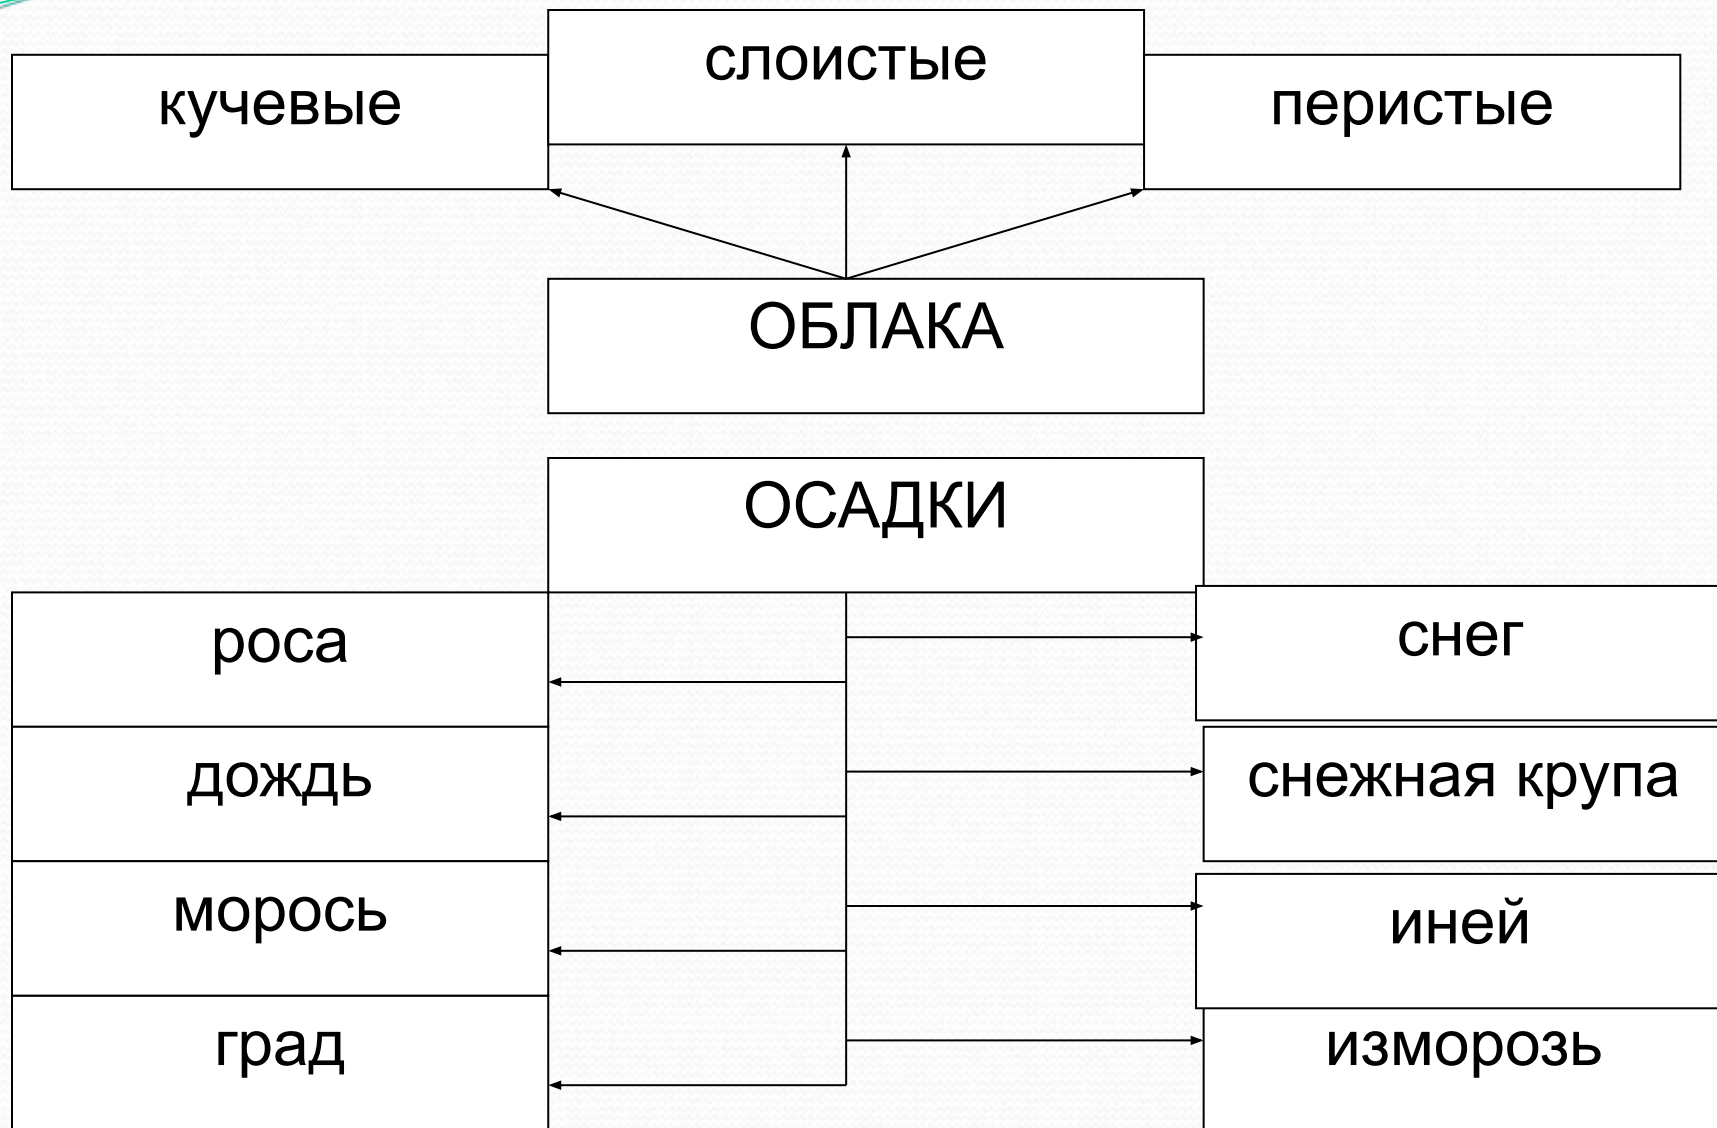 кучевые
слоистые
перистые
ОБЛАКА
ОСАДКИ
роса
снег
дождь
снежная крупа
морось
иней
град
изморозь